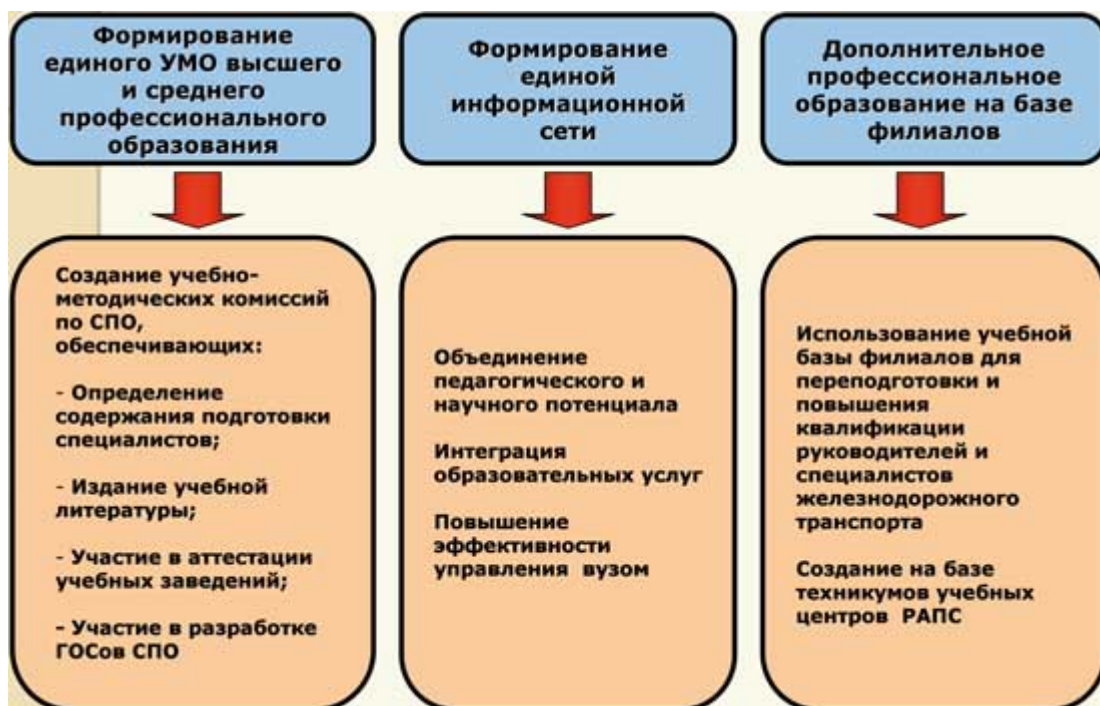 Формирование
единого УМО высшего
и среднего
профессионального
образования
Создание учебно-
методических комиссий
по СПО,
обеспечивающих:
- Определение
содержания подготовки
специалистов;
- Издание учебной
литературы;
- Участие в аттестации
учебных заведений;
- Участие в разработке
ГОСов СПО
Формирование
единой
информационной
сети
Объединение
педагогического и
научного потенциала
Интеграция
образовательных услуг
Повышение
эффективности
управления вузом
Дополнительное
профессиональное
образование на базе
филиалов
Использование учебной
базы филиалов для
переподготовки и
повышения
квалификации
руководителей и
специалистов
железнодорожного
транспорта
Создание на базе
техникумов учебных
центров РАПС